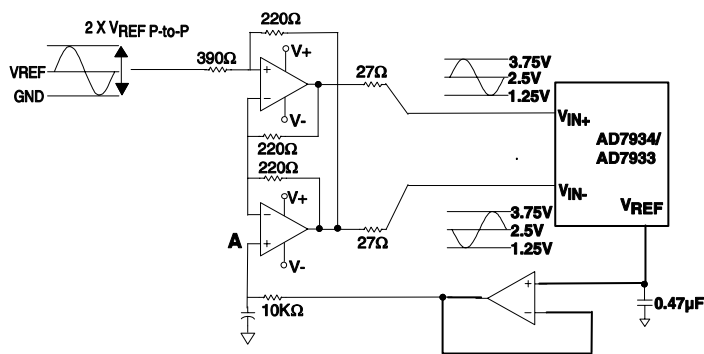 2 X VREF P-to-P
VREF
GND
390Ω
220Ω
V+
+
−
V-
220Ω
220Ω
27Ω
3.75V
2.5V
1.25V
VIN+
AD7934/
AD7933
VIN-
VREF
V+
−
A
+
V-
27Ω
3.75V
2.5V
1.25V
10KΩ
+
−
0.47µF